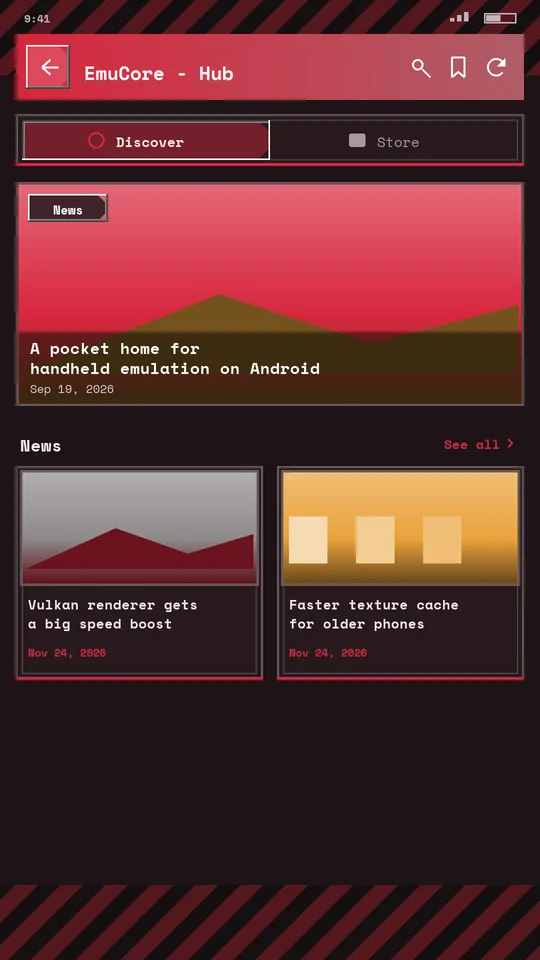 9:41
EmuCore - Hub
Discover
Store
News
A pocket home for
handheld emulation on Android
Sep 19, 2026
News
See all
Vulkan renderer gets
a big speed boost
Nov 24, 2026
Faster texture cache
for older phones
Nov 24, 2026